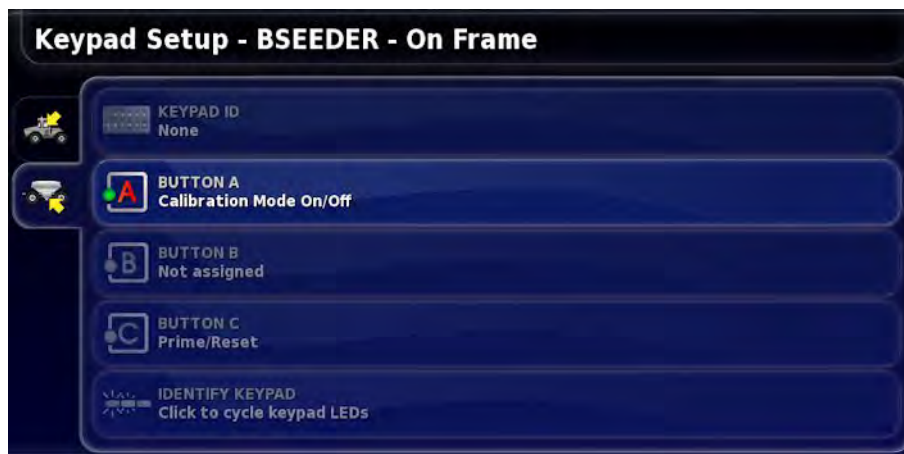 Keypad Setup - BSEEDER - On Frame
KEYPAD ID
None
A
BUTTON A
Calibration Mode On/Off
B
BUTTON B
Not assigned
C
BUTTON C
Prime/Reset
IDENTIFY KEYPAD
Click to cycle keypad LEDs